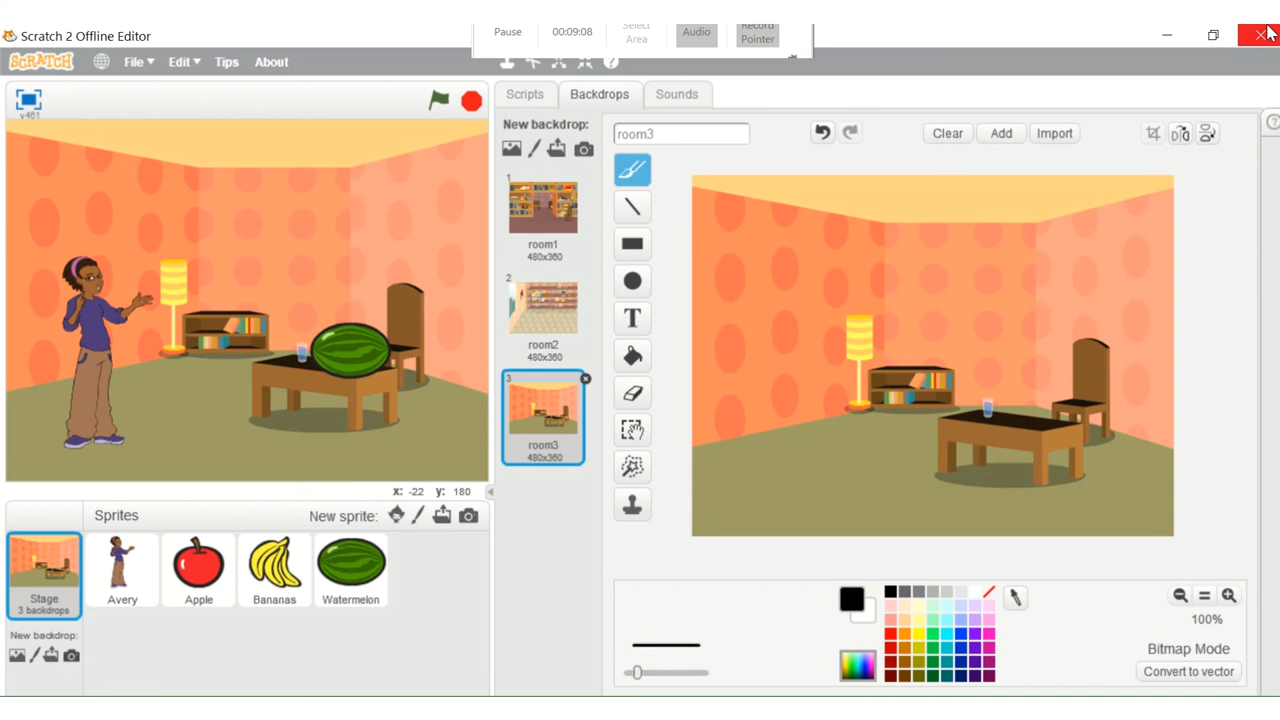 Scratch 2 Offline Editor
Pause 00:09:08 Select Area Audio Record Pointer
SCRATCH File Edit Tips About
v461
Scripts Backdrops Sounds
New backdrop:
room3
Clear Add Import
1
room1
480x360
2
room2
480x360
3
room3
480x360
T
x: -22 y: 180
Sprites New sprite:
Stage
3 backdrops
Avery Apple Bananas Watermelon
New backdrop:
100%
Bitmap Mode
Convert to vector